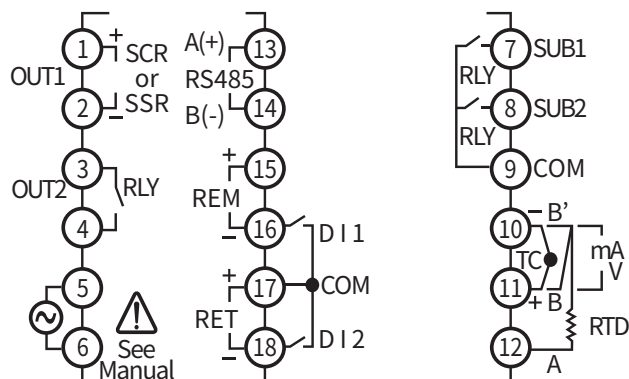 1
+
OUT1
SCR
or
SSR
2
−
3
OUT2
RLY
4
5
6
See
Manual
A(+)
13
RS485
B(-)
14
+
15
REM
−
16
D I 1
+
17
COM
RET
−
18
D I 2
7
SUB1
RLY
8
SUB2
RLY
9
COM
10
− B’
TC
mA
V
11
+ B
RTD
12
A